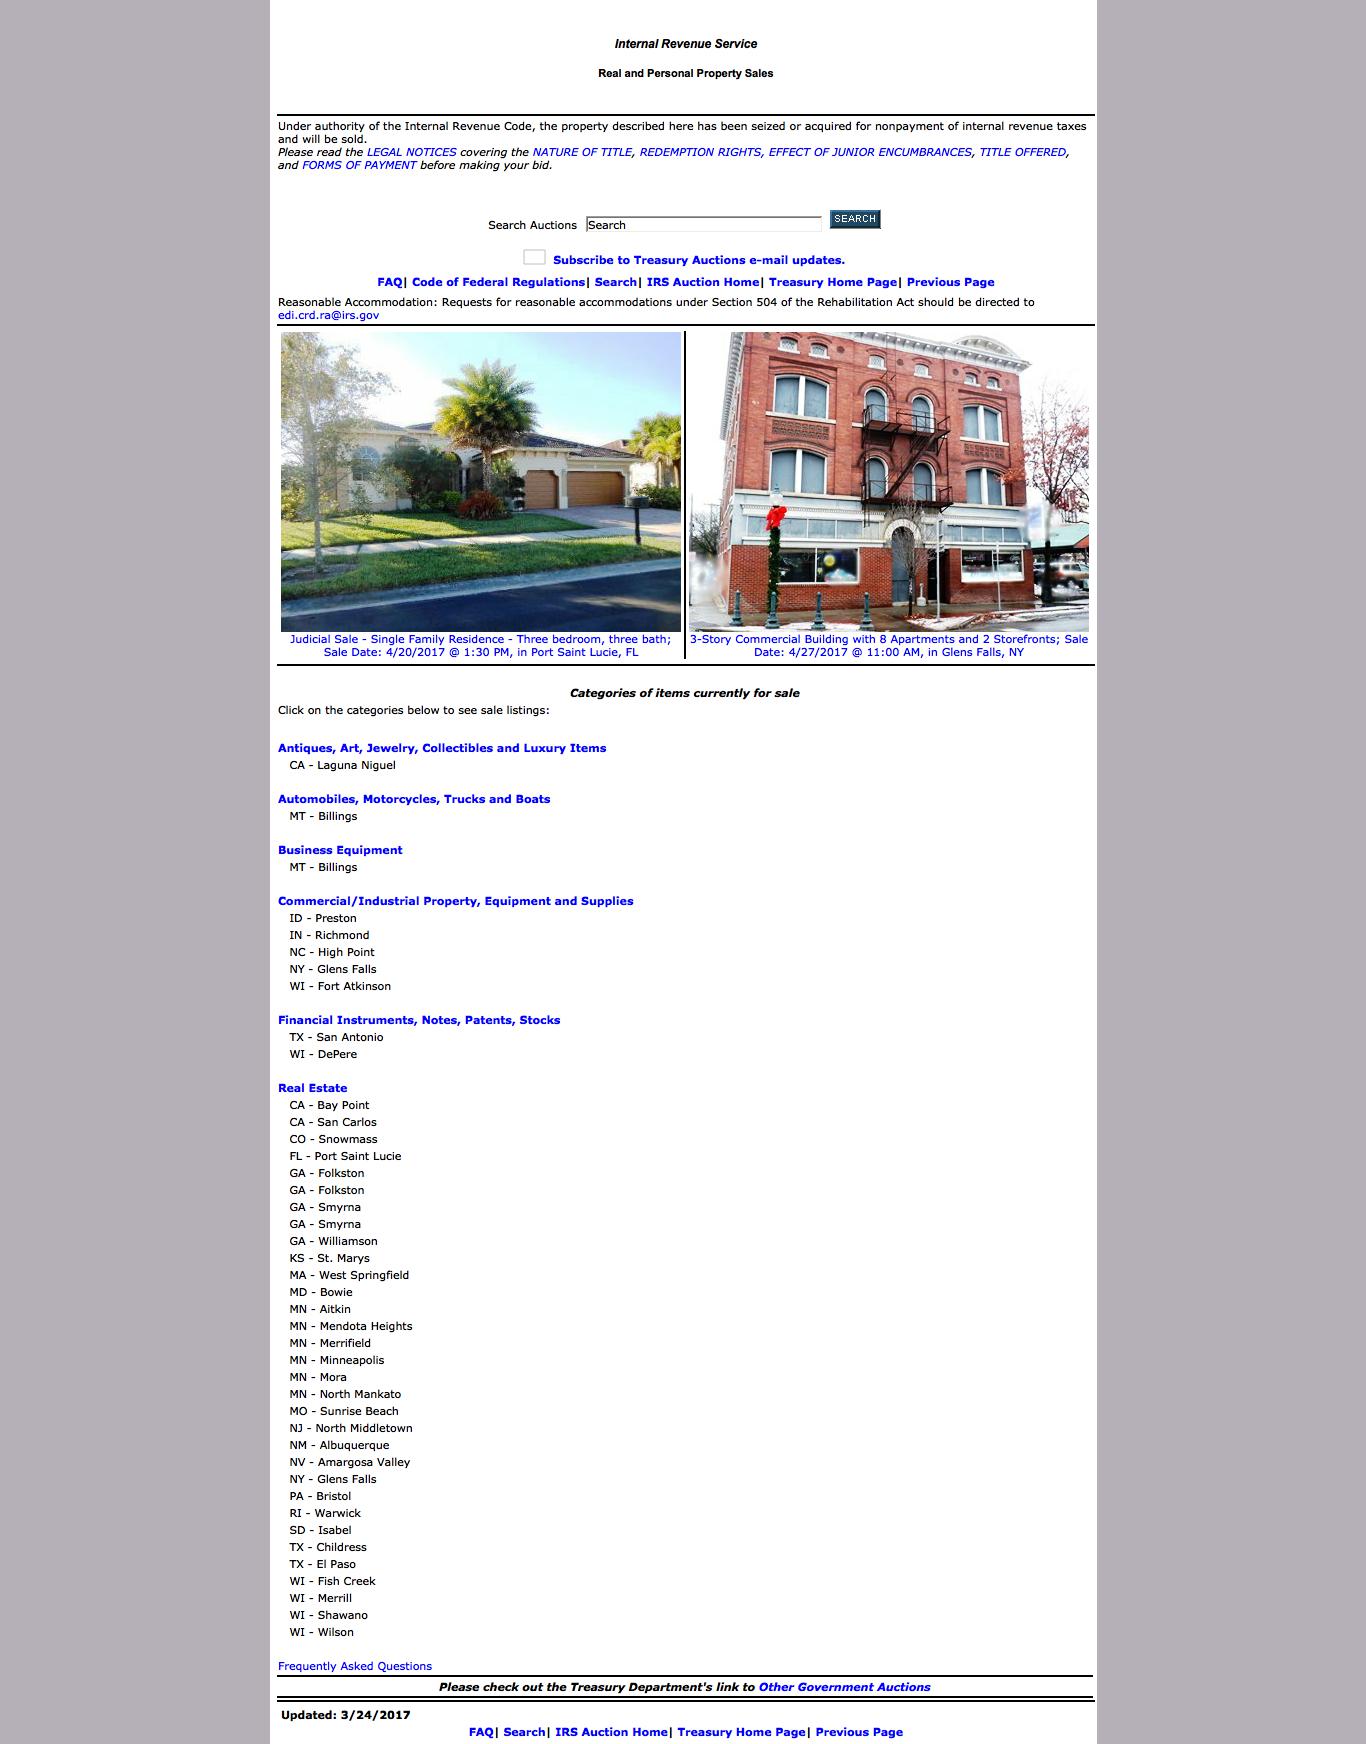 Internal Revenue Service
Real and Personal Property Sales
Under authority of the Internal Revenue Code, the property described here has been seized or acquired for nonpayment of internal revenue taxes
and will be sold.
Please read the LEGAL NOTICES covering the NATURE OF TITLE, REDEMPTION RIGHTS, EFFECT OF JUNIOR ENCUMBRANCES, TITLE OFFERED,
and FORMS OF PAYMENT before making your bid.
Search Auctions Search SEARCH
Subscribe to Treasury Auctions e-mail updates.
FAQ| Code of Federal Regulations| Search| IRS Auction Home| Treasury Home Page| Previous Page
Reasonable Accommodation: Requests for reasonable accommodations under Section 504 of the Rehabilitation Act should be directed to
edi.crd.ra@irs.gov
Judicial Sale - Single Family Residence - Three bedroom, three bath;
Sale Date: 4/20/2017 @ 1:30 PM, in Port Saint Lucie, FL
3-Story Commercial Building with 8 Apartments and 2 Storefronts; Sale
Date: 4/27/2017 @ 11:00 AM, in Glens Falls, NY
Categories of items currently for sale
Click on the categories below to see sale listings:
Antiques, Art, Jewelry, Collectibles and Luxury Items
CA - Laguna Niguel
Automobiles, Motorcycles, Trucks and Boats
MT - Billings
Business Equipment
MT - Billings
Commercial/Industrial Property, Equipment and Supplies
ID - Preston
IN - Richmond
NC - High Point
NY - Glens Falls
WI - Fort Atkinson
Financial Instruments, Notes, Patents, Stocks
TX - San Antonio
WI - DePere
Real Estate
CA - Bay Point
CA - San Carlos
CO - Snowmass
FL - Port Saint Lucie
GA - Folkston
GA - Folkston
GA - Smyrna
GA - Smyrna
GA - Williamson
KS - St. Marys
MA - West Springfield
MD - Bowie
MN - Aitkin
MN - Mendota Heights
MN - Merrifield
MN - Minneapolis
MN - Mora
MN - North Mankato
MO - Sunrise Beach
NJ - North Middletown
NM - Albuquerque
NV - Amargosa Valley
NY - Glens Falls
PA - Bristol
RI - Warwick
SD - Isabel
TX - Childress
TX - El Paso
WI - Fish Creek
WI - Merrill
WI - Shawano
WI - Wilson
Frequently Asked Questions
Please check out the Treasury Department's link to Other Government Auctions
Updated: 3/24/2017
FAQ| Search| IRS Auction Home| Treasury Home Page| Previous Page